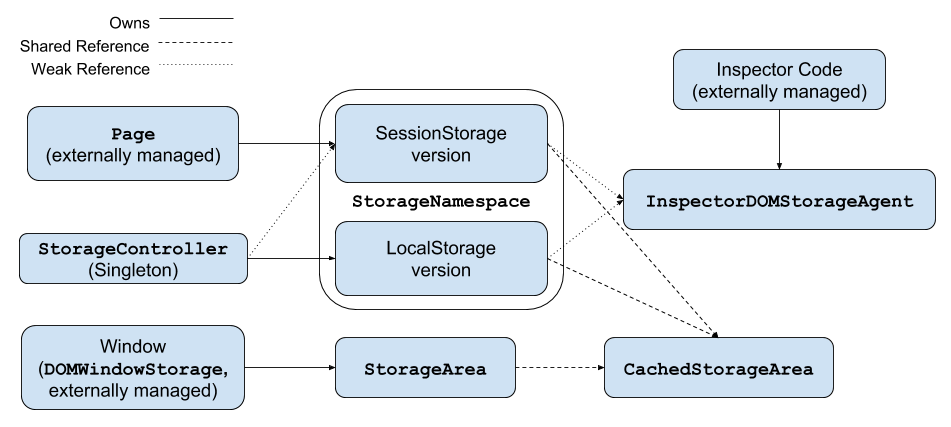 Owns
Shared Reference
Weak Reference
Inspector Code
(externally managed)
Page
(externally managed)
SessionStorage
version
StorageNamespace
InspectorDOMStorageAgent
StorageController
(Singleton)
LocalStorage
version
Window
(DOMWindowStorage,
externally managed)
StorageArea
CachedStorageArea